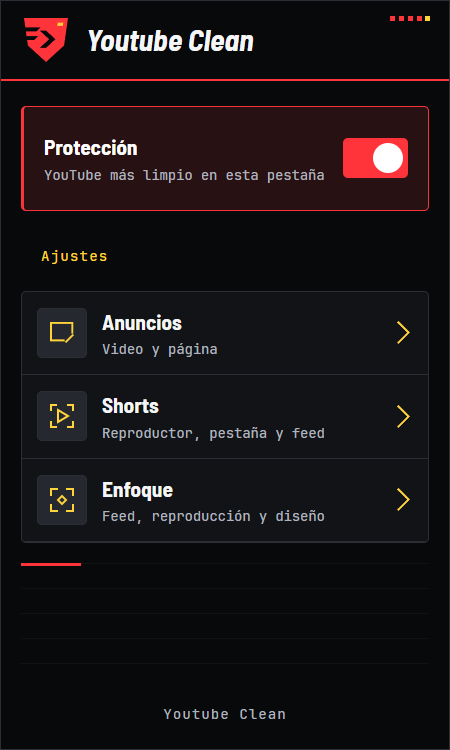 Youtube Clean
Protección
YouTube más limpio en esta pestaña
Ajustes
Anuncios
Video y página
Shorts
Reproductor, pestaña y feed
Enfoque
Feed, reproducción y diseño
Youtube Clean